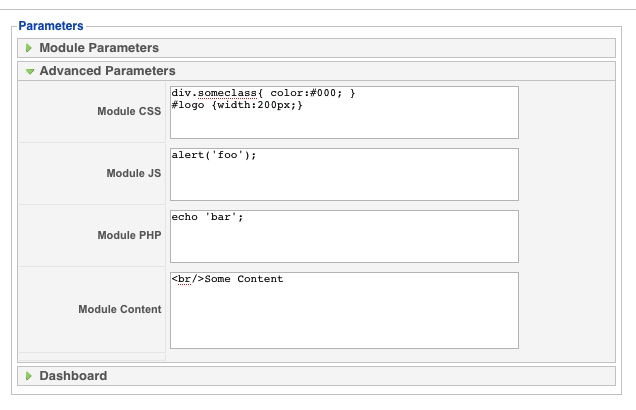 Parameters
Module Parameters
Advanced Parameters
Module CSS
div.someclass{ color:#000; }
#logo {width:200px;}
Module JS
alert('foo');
Module PHP
echo 'bar';
Module Content
<br/>Some Content
Dashboard